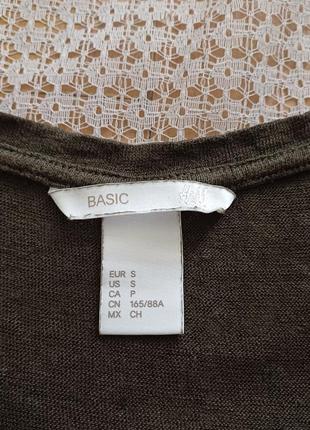 BASIC H&M
EUR S
US S
CA P
CN 165/88A
MX CH